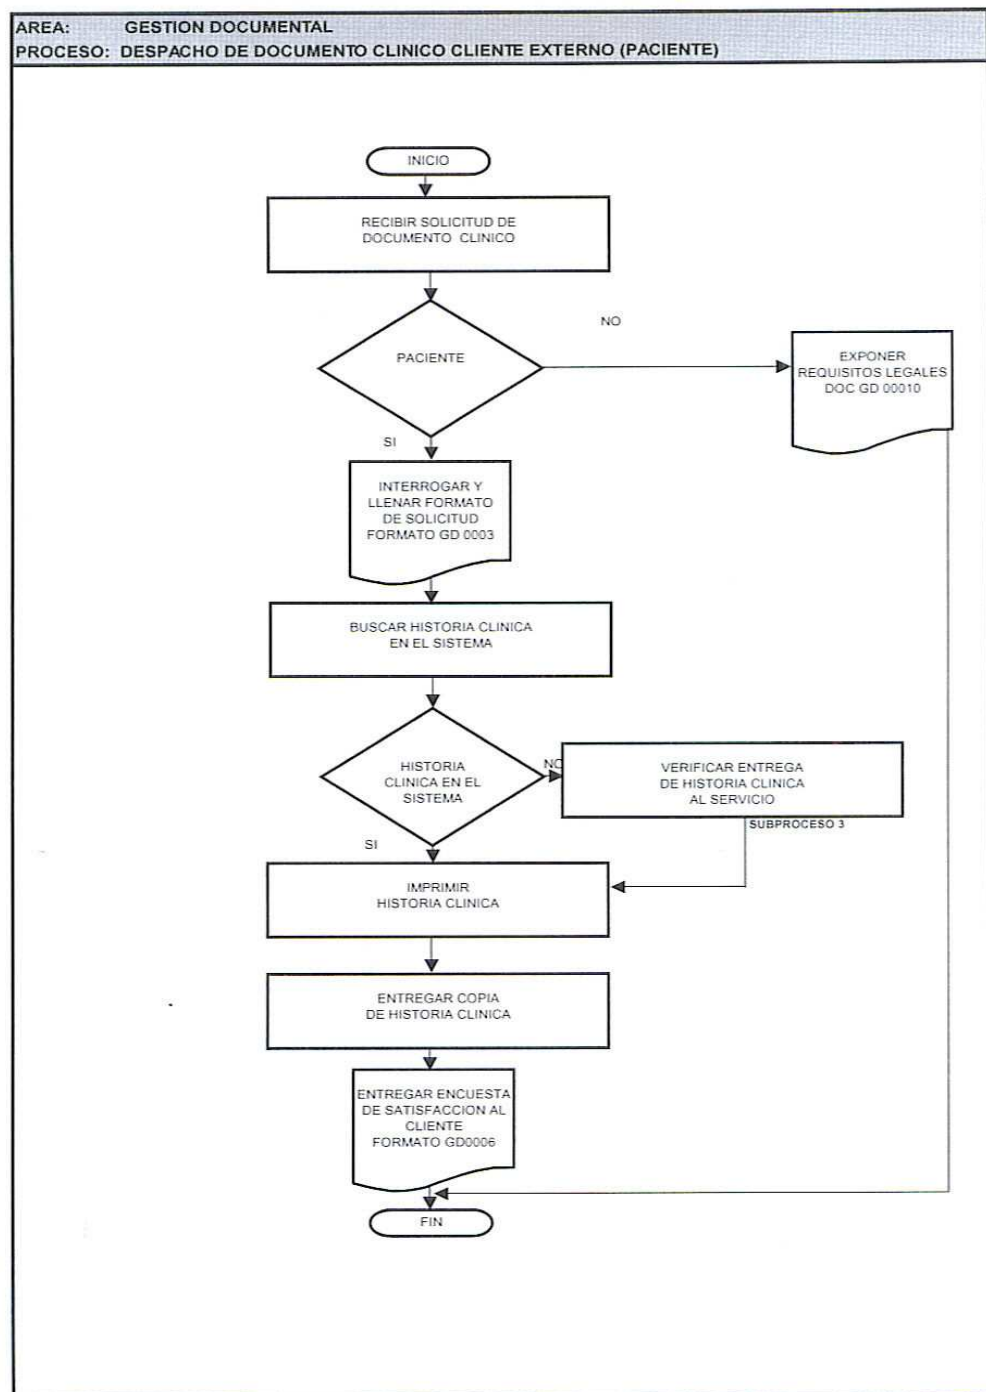 AREA: GESTION DOCUMENTAL
PROCESO: DESPACHO DE DOCUMENTO CLINICO CLIENTE EXTERNO (PACIENTE)
INICIO
RECIBIR SOLICITUD DE
DOCUMENTO CLINICO
PACIENTE
NO
EXPONER
REQUISITOS LEGALES
DOC GD 00010
SI
INTERROGAR Y
LLENAR FORMATO
DE SOLICITUD
FORMATO GD 0003
BUSCAR HISTORIA CLINICA
EN EL SISTEMA
HISTORIA
CLINICA EN EL
SISTEMA
NO
VERIFICAR ENTREGA
DE HISTORIA CLINICA
AL SERVICIO
SUBPROCESO 3
SI
IMPRIMIR
HISTORIA CLINICA
ENTREGAR COPIA
DE HISTORIA CLINICA
ENTREGAR ENCUESTA
DE SATISFACCION AL
CLIENTE
FORMATO GD0006
FIN